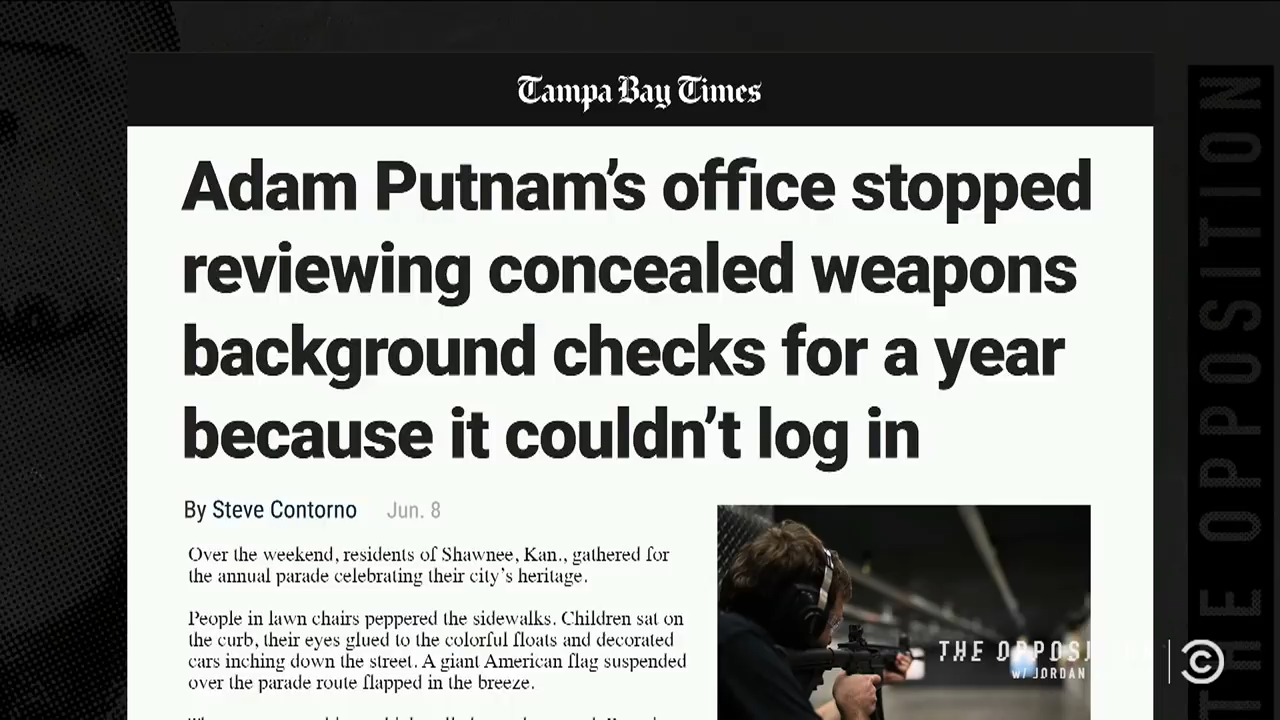 Tampa Bay Times
Adam Putnam's office stopped
reviewing concealed weapons
background checks for a year
because it couldn't log in
By Steve Contorno Jun. 8
Over the weekend, residents of Shawnee, Kan., gathered for
the annual parade celebrating their city's heritage.
People in lawn chairs peppered the sidewalks. Children sat on
the curb, their eyes glued to the colorful floats and decorated
cars inching down the street. A giant American flag suspended
over the parade route flapped in the breeze.
THE OPPOSITION
W/ JORDAN
THE OPPOSITION